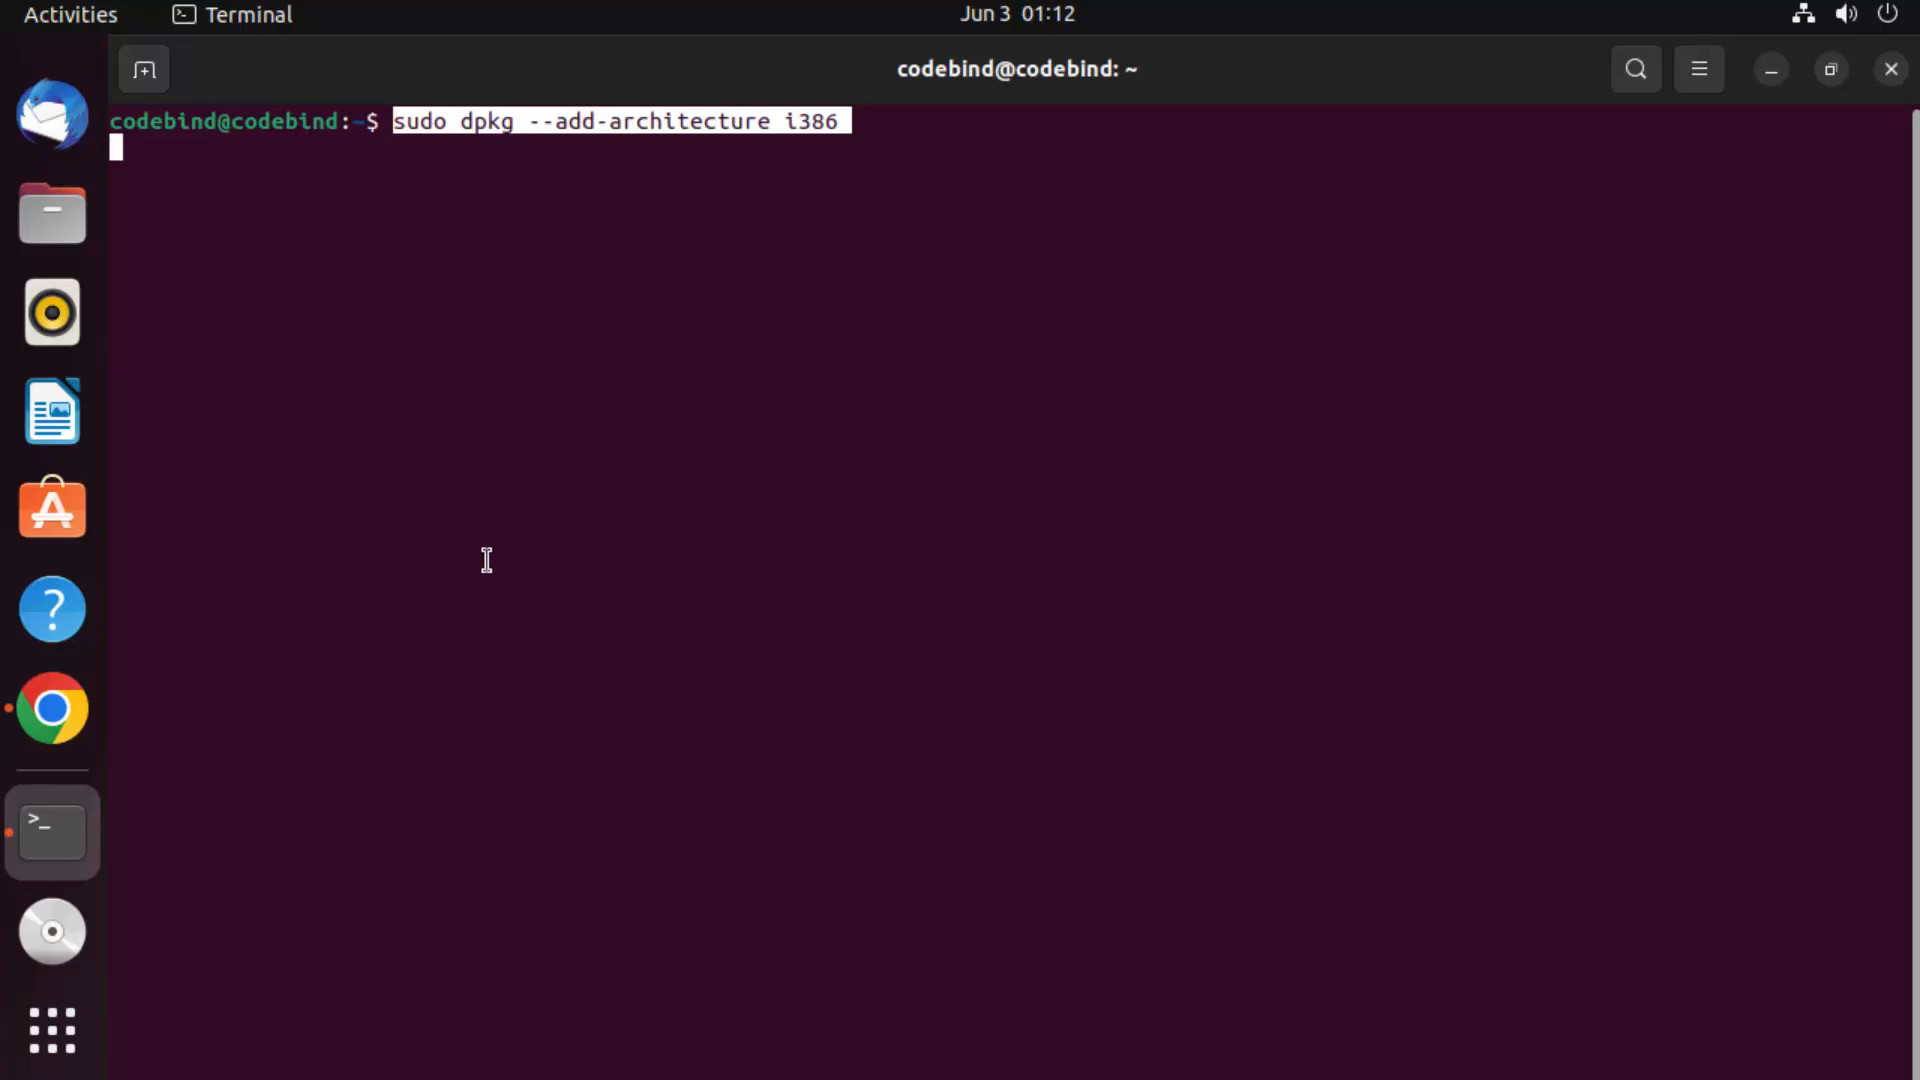 Activities
Terminal
Jun 3 01:12
codebind@codebind: ~
codebind@codebind:~$ sudo dpkg --add-architecture i386